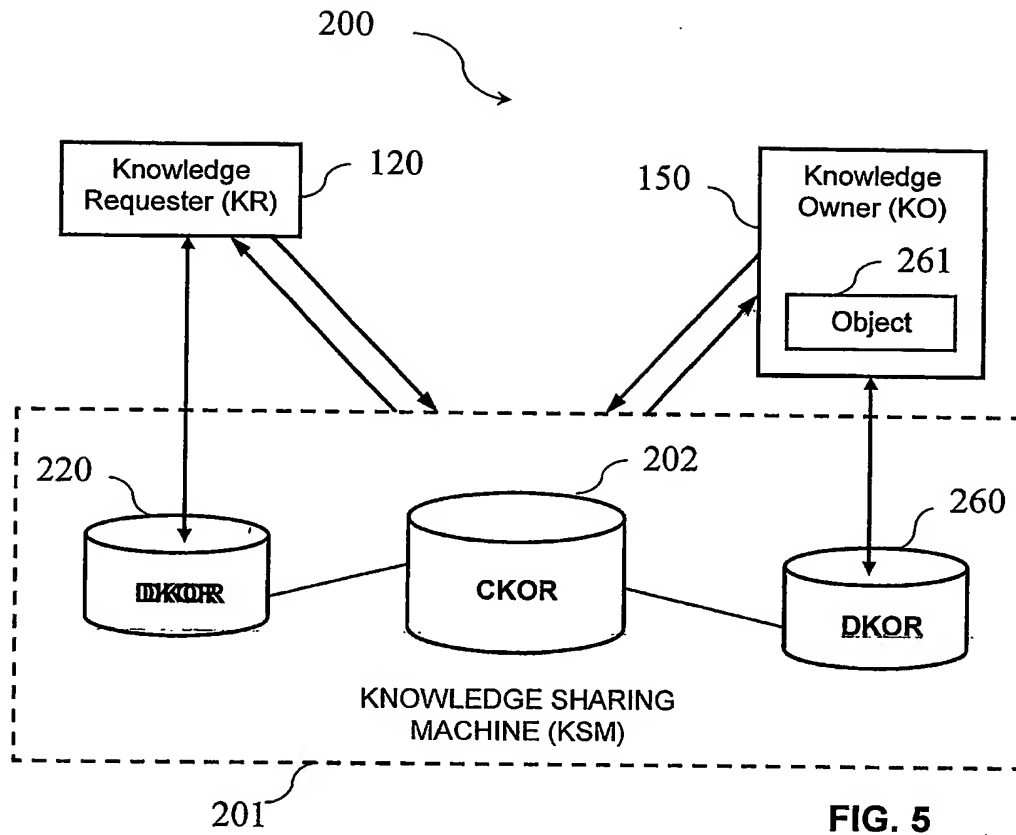 200
Knowledge
Requester (KR)
120
150
Knowledge
Owner (KO)
261
Object
220
202
260
DKOR
CKOR
DKOR
KNOWLEDGE SHARING
MACHINE (KSM)
201
FIG. 5